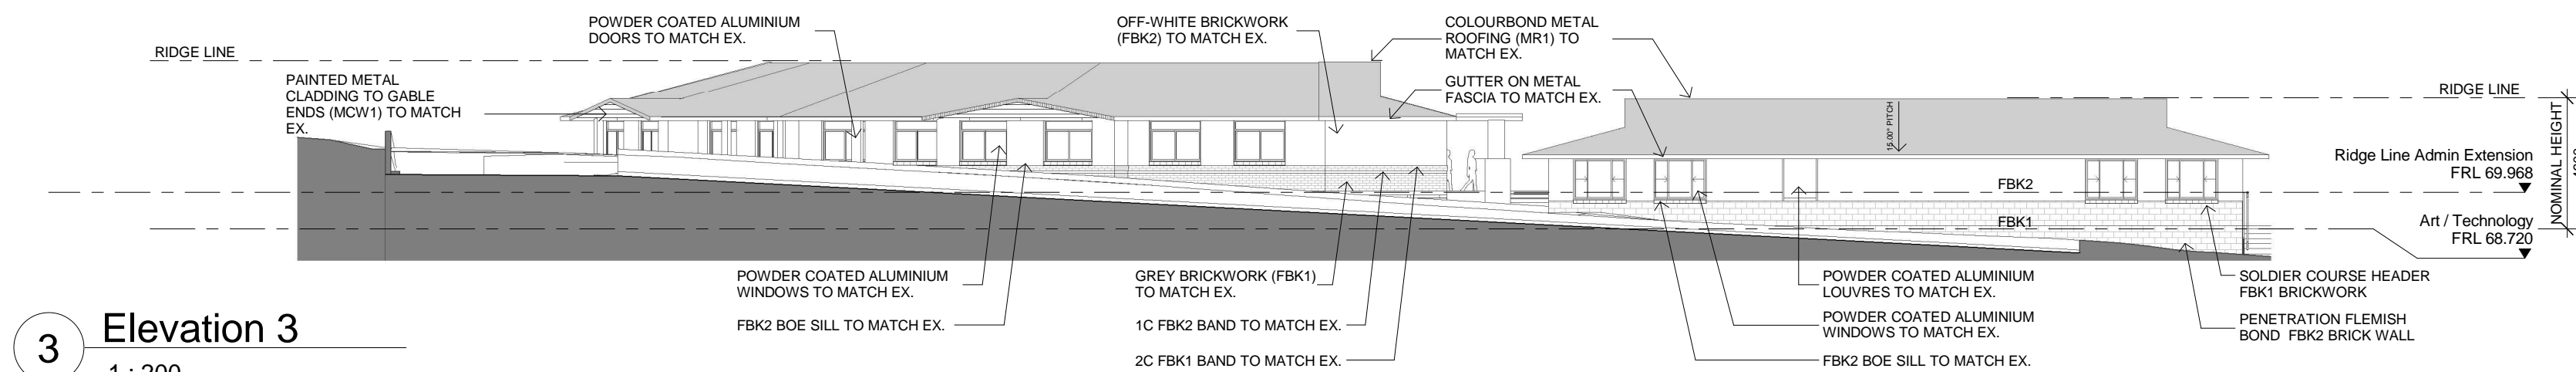 RIDGE LINE
POWDER COATED ALUMINIUM
DOORS TO MATCH EX.
OFF-WHITE BRICKWORK
(FBK2) TO MATCH EX.
COLOURBOND METAL
ROOFING (MR1) TO
MATCH EX.
PAINTED METAL
CLADDING TO GABLE
ENDS (MCW1) TO MATCH
EX.
GUTTER ON METAL
FASCIA TO MATCH EX.
RIDGE LINE
15.00° PITCH
NOMINAL HEIGHT
Ridge Line Admin Extension
FRL 69.968
FBK2
FBK1
Art / Technology
FRL 68.720
POWDER COATED ALUMINIUM
WINDOWS TO MATCH EX.
FBK2 BOE SILL TO MATCH EX.
GREY BRICKWORK (FBK1)
TO MATCH EX.
1C FBK2 BAND TO MATCH EX.
2C FBK1 BAND TO MATCH EX.
POWDER COATED ALUMINIUM
LOUVRES TO MATCH EX.
POWDER COATED ALUMINIUM
WINDOWS TO MATCH EX.
FBK2 BOE SILL TO MATCH EX.
SOLDIER COURSE HEADER
FBK1 BRICKWORK
PENETRATION FLEMISH
BOND FBK2 BRICK WALL
3
Elevation 3
1 : 200